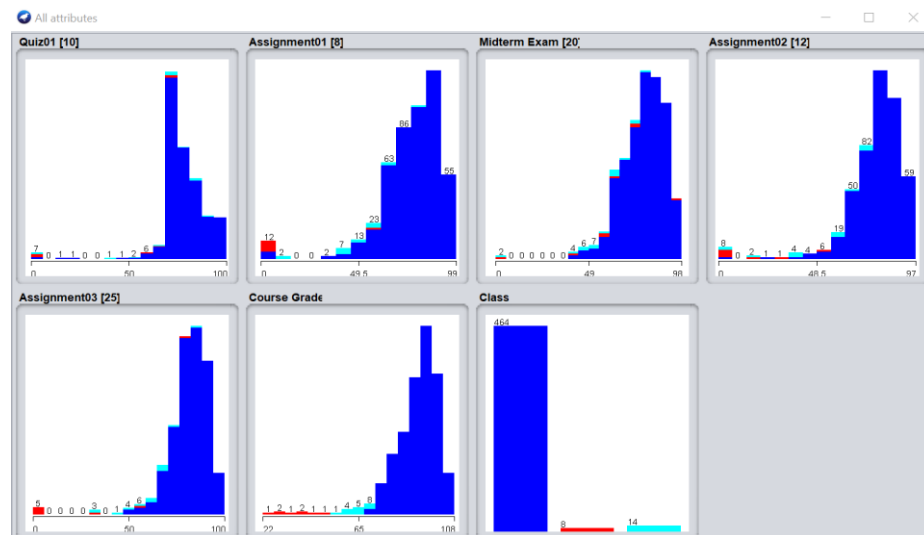 All attributes
Quiz01 [10]
Assignment01 [8]
Midterm Exam [20]
Assignment02 [12]
7 0 1 1 0 0 1 1 2 6
0 50 100
12 2 0 0 2 7 13 23 63 86 55
0 49.5 99
2 0 0 0 0 0 0 4 6 7
0 49 98
8 0 2 1 1 4 4 6 19 50 82 59
0 48.5 97
Assignment03 [25]
Course Grade
Class
5 0 0 0 0 3 0 1 4 6
0 50 100
1 2 1 2 1 1 1 4 5 8
22 65 108
464
8
14